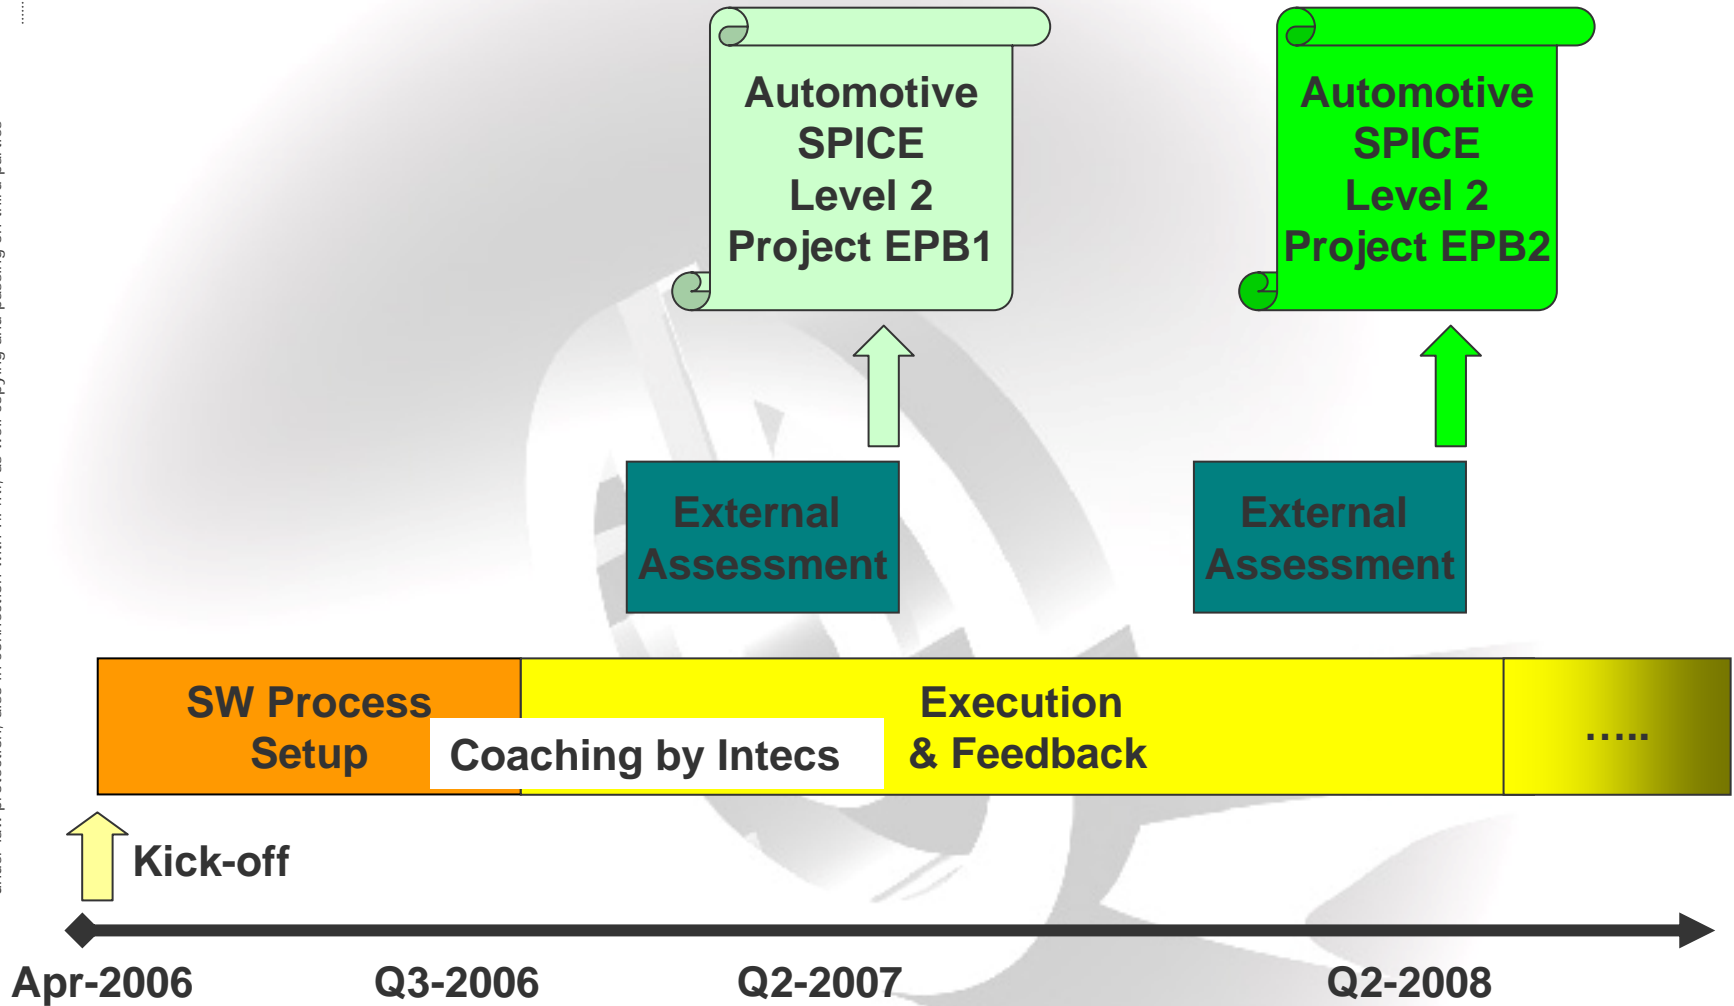 Automotive
SPICE
Level 2
Project EPB1
Automotive
SPICE
Level 2
Project EPB2
External
Assessment
External
Assessment
SW Process
Setup
Coaching by Intecs
Execution
& Feedback
.....
Kick-off
Apr-2006
Q3-2006
Q2-2007
Q2-2008